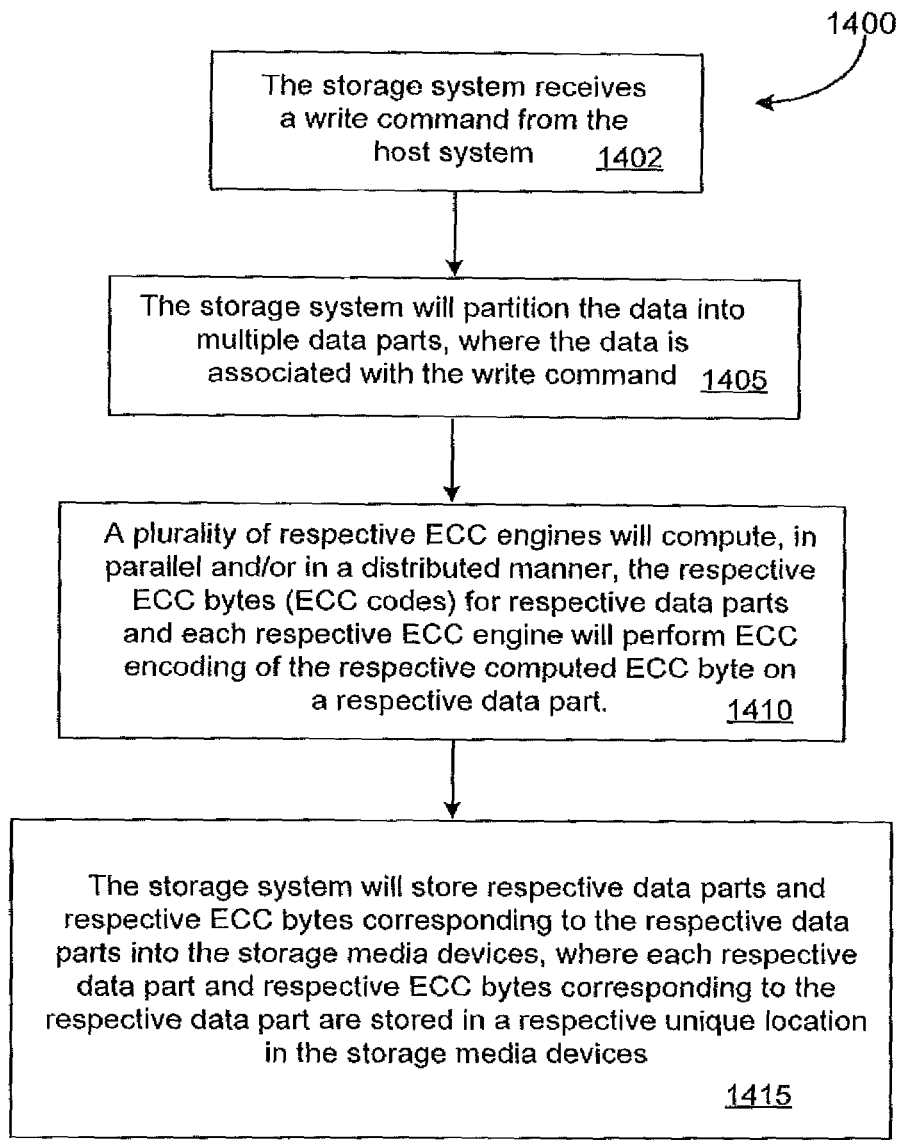 1400
The storage system receives
a write command from the
host system 1402
The storage system will partition the data into
multiple data parts, where the data is
associated with the write command 1405
A plurality of respective ECC engines will compute, in
parallel and/or in a distributed manner, the respective
ECC bytes (ECC codes) for respective data parts
and each respective ECC engine will perform ECC
encoding of the respective computed ECC byte on
a respective data part.
1410
The storage system will store respective data parts and
respective ECC bytes corresponding to the respective data
parts into the storage media devices, where each respective
data part and respective ECC bytes corresponding to the
respective data part are stored in a respective unique location
in the storage media devices
1415